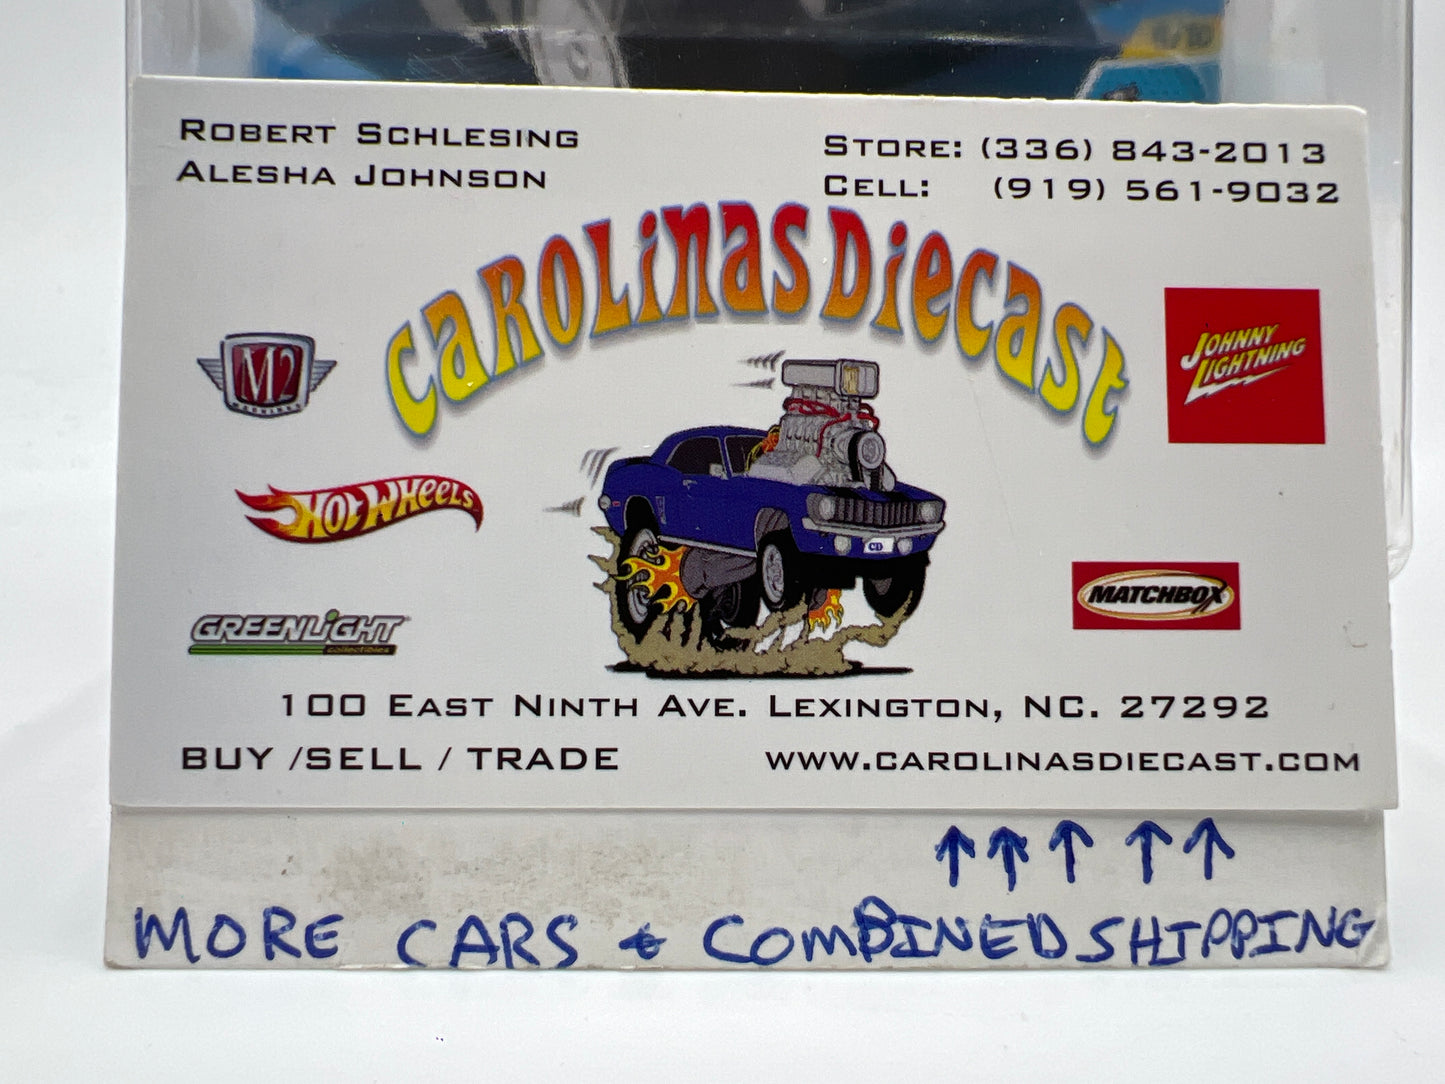 ROBERT SCHLESING
ALESHA JOHNSON
STORE: (336) 843-2013
CELL: (919) 561-9032
CAROLINAS DIECAST
M2
MACHINES
JOHNNY
LIGHTNING
HOT WHEELS
CD
MATCHBOX
GREENLIGHT
collectibles
100 EAST NINTH AVE. LEXINGTON, NC. 27292
BUY /SELL / TRADE
WWW.CAROLINASDIECAST.COM
↑↑↑ ↑↑
MORE CARS & COMBINED SHIPPING